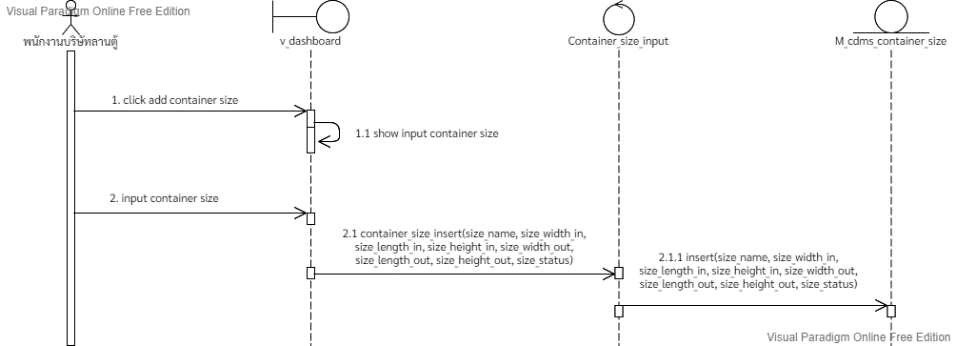 Visual Paradigm Online Free Edition
พนักงานบริษัทลานตู้
v_dashboard
Container_size_input
M_cdms_container_size
1. click add container size
1.1 show input container size
2. input container size
2.1 container_size_insert(size_name, size_width_in,
size_length_in, size_height_in, size_width_out,
size_length_out, size_height_out, size_status)
2.1.1 insert(size_name, size_width_in,
size_length_in, size_height_in, size_width_out,
size_length_out, size_height_out, size_status)
Visual Paradigm Online Free Edition